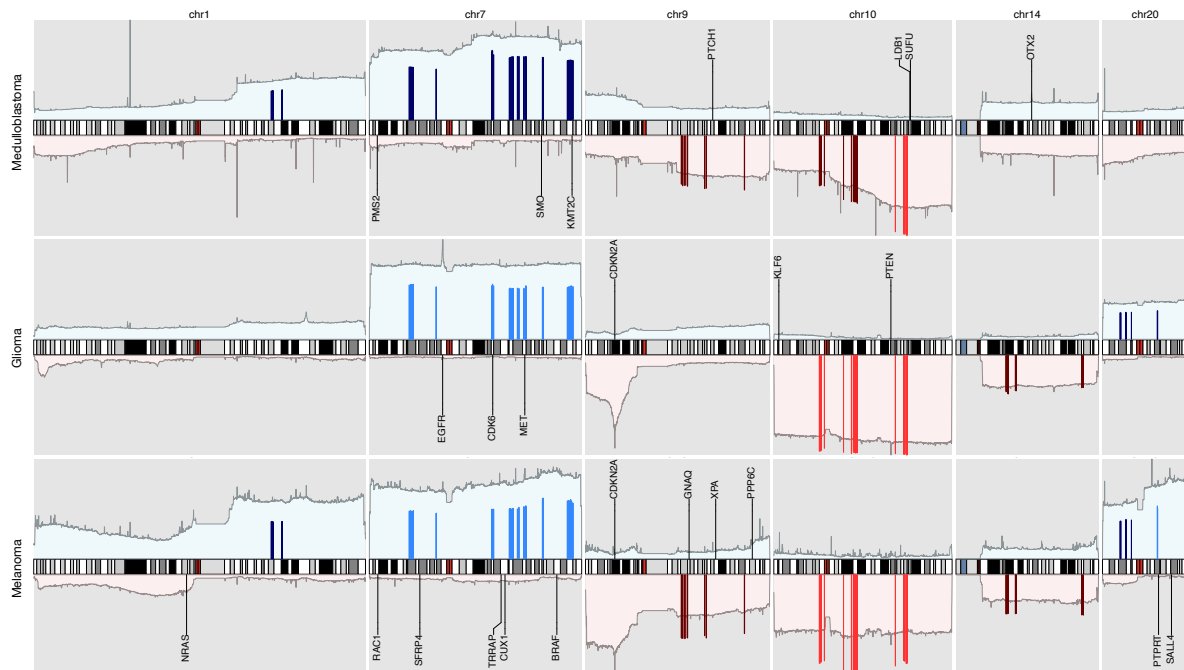 chr1 chr7 chr9 chr10 chr14 chr20
Medulloblastoma
PTCH1 LDB1 SUFU OTX2
PMS2 SMO KMT2C
Glioma
CDKN2A KLF6 PTEN
EGFR CDK6 MET
Melanoma
CDKN2A GNAQ XPA PPP6C
NRAS RAC1 SFRP4 TRRAP CUX1 BRAF PTPRT SALL4